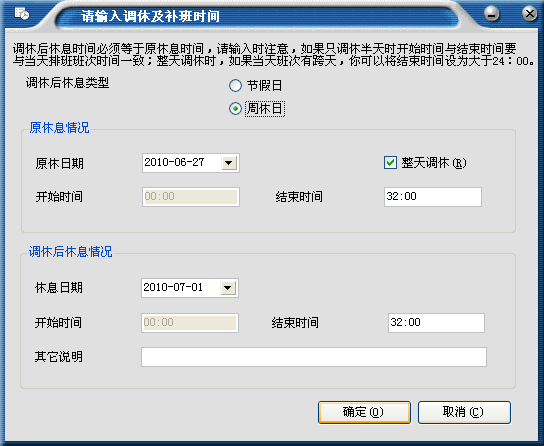 请输入调休及补班时间
调休后休息时间必须等于原休息时间，请输入时注意，如果只调休半天时开始时间与结束时间要
与当天排班班次时间一致；整天调休时，如果当天班次有跨天，你可以将结束时间设为大于24：00。
调休后休息类型
节假日
周休日
原休息情况
原休日期 2010-06-27 整天调休(R)
开始时间 00:00 结束时间 32:00
调休后休息情况
休息日期 2010-07-01
开始时间 00:00 结束时间 32:00
其它说明
确定(O) 取消(C)